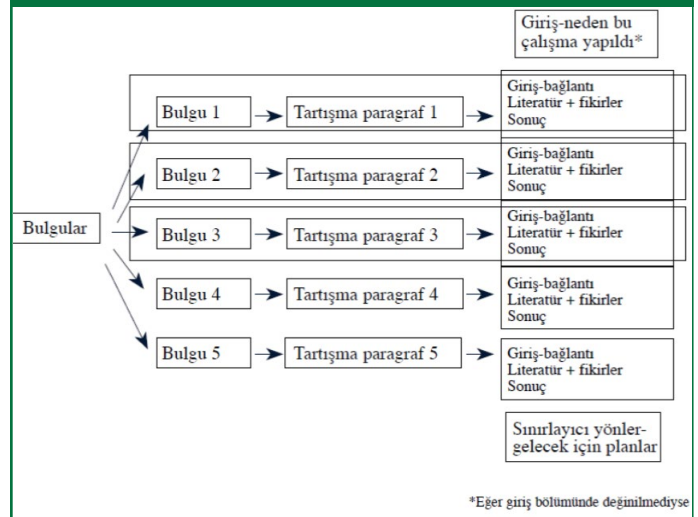 Giriş-neden bu
çalışma yapıldı*
Bulgu 1
Tartışma paragraf 1
Giriş-bağlantı
Literatür + fikirler
Sonuç
Bulgu 2
Tartışma paragraf 2
Giriş-bağlantı
Literatür + fikirler
Sonuç
Bulgular
Bulgu 3
Tartışma paragraf 3
Giriş-bağlantı
Literatür + fikirler
Sonuç
Bulgu 4
Tartışma paragraf 4
Giriş-bağlantı
Literatür + fikirler
Sonuç
Bulgu 5
Tartışma paragraf 5
Giriş-bağlantı
Literatür + fikirler
Sonuç
Sınırlayıcı yönler-
gelecek için planlar
*Eğer giriş bölümünde değinilmediyse